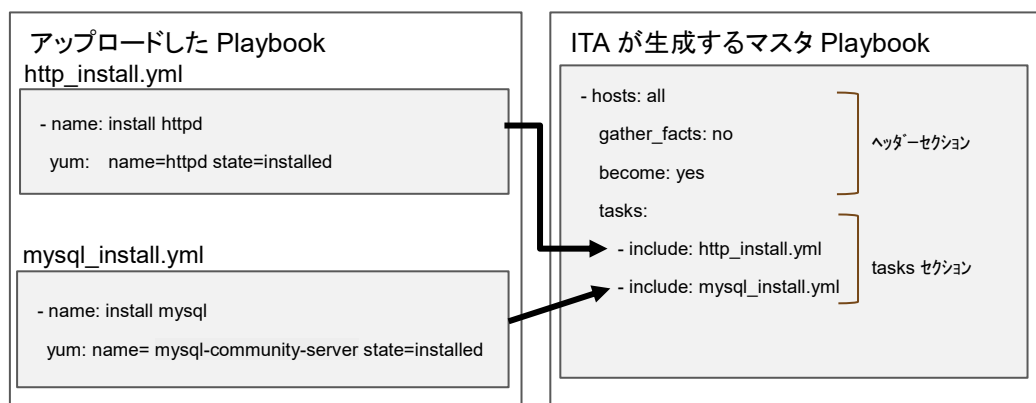 アップロードした Playbook
http_install.yml
- name: install httpd
yum: name=httpd state=installed
mysql_install.yml
- name: install mysql
yum: name= mysql-community-server state=installed
ITA が生成するマスタ Playbook
- hosts: all
gather_facts: no
become: yes
tasks:
- include: http_install.yml
- include: mysql_install.yml
ﾍｯﾀﾞｰｾｸｼｮﾝ
tasks ｾｸｼｮﾝ